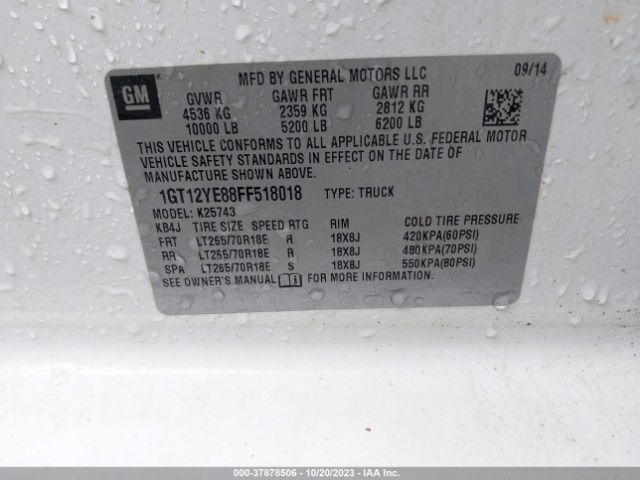 GM ® MFD BY GENERAL MOTORS LLC 09/14
GVWR GAWR FRT GAWR RR
4536 KG 2359 KG 2812 KG
10000 LB 5200 LB 6200 LB
THIS VEHICLE CONFORMS TO ALL APPLICABLE U.S. FEDERAL MOTOR
VEHICLE SAFETY STANDARDS IN EFFECT ON THE DATE OF
MANUFACTURE SHOWN ABOVE.
1GT12YE88FF518018 TYPE: TRUCK
MODEL: K25743
KB4J TIRE SIZE SPEED RTG RIM COLD TIRE PRESSURE
FRT LT265/70R18E R 18X8J 420KPA(60PSI)
RR LT265/70R18E R 18X8J 480KPA(70PSI)
SPA LT265/70R18E S 18X8J 550KPA(80PSI)
SEE OWNER'S MANUAL FOR MORE INFORMATION
000-37878506 - 10/20/2023 - IAA Inc.